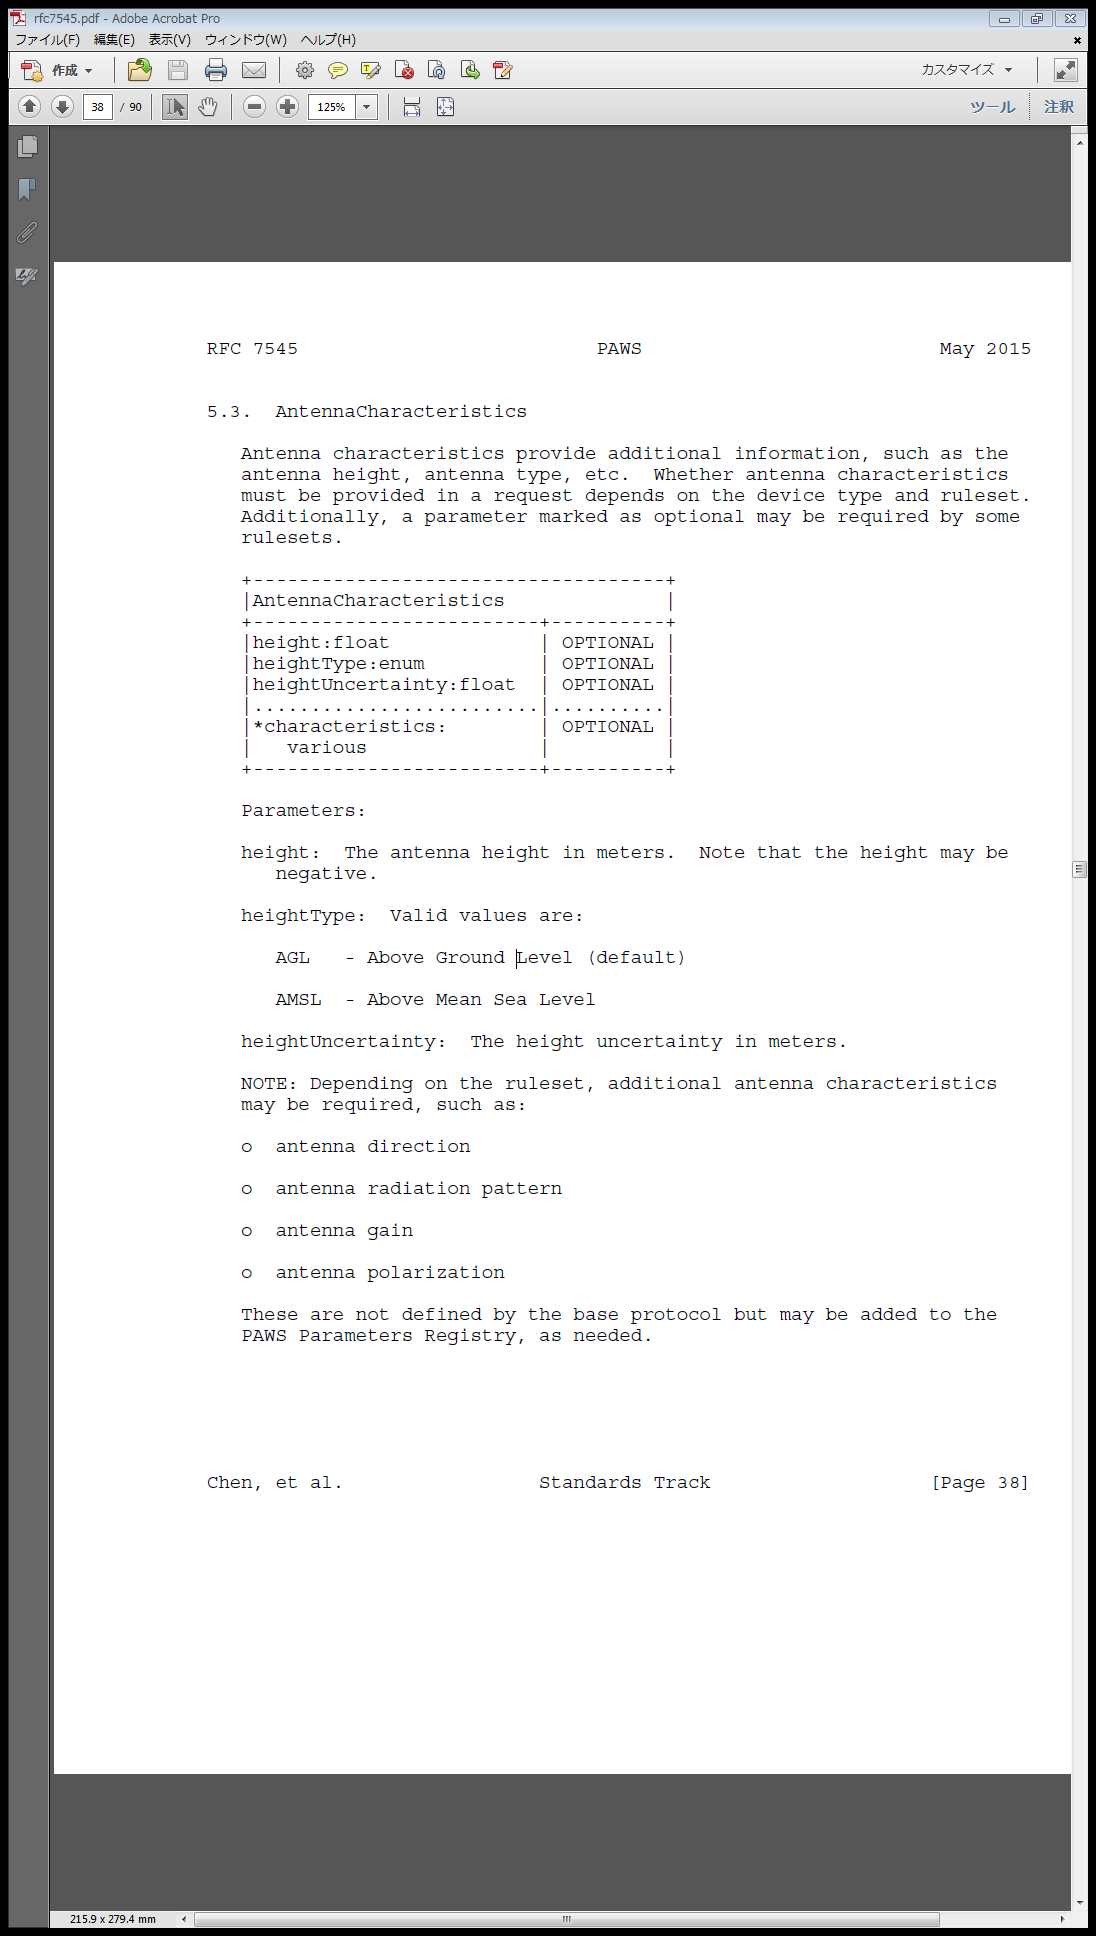 rfc7545.pdf - Adobe Acrobat Pro
ファイル(F) 編集(E) 表示(V) ウィンドウ(W) ヘルプ(H)
作成
カスタマイズ
38 / 90
125%
ツール
注釈
RFC 7545 PAWS May 2015
5.3. AntennaCharacteristics
Antenna characteristics provide additional information, such as the
antenna height, antenna type, etc. Whether antenna characteristics
must be provided in a request depends on the device type and ruleset.
Additionally, a parameter marked as optional may be required by some
rulesets.
+------------------------------------+
|AntennaCharacteristics              |
+-------------------------+----------+
|height:float             | OPTIONAL |
|heightType:enum          | OPTIONAL |
|heightUncertainty:float  | OPTIONAL |
|.........................|..........|
|*characteristics:        | OPTIONAL |
|   various               |          |
+-------------------------+----------+
Parameters:
height: The antenna height in meters. Note that the height may be
negative.
heightType: Valid values are:
AGL - Above Ground Level (default)
AMSL - Above Mean Sea Level
heightUncertainty: The height uncertainty in meters.
NOTE: Depending on the ruleset, additional antenna characteristics
may be required, such as:
o antenna direction
o antenna radiation pattern
o antenna gain
o antenna polarization
These are not defined by the base protocol but may be added to the
PAWS Parameters Registry, as needed.
Chen, et al. Standards Track [Page 38]
215.9 x 279.4 mm